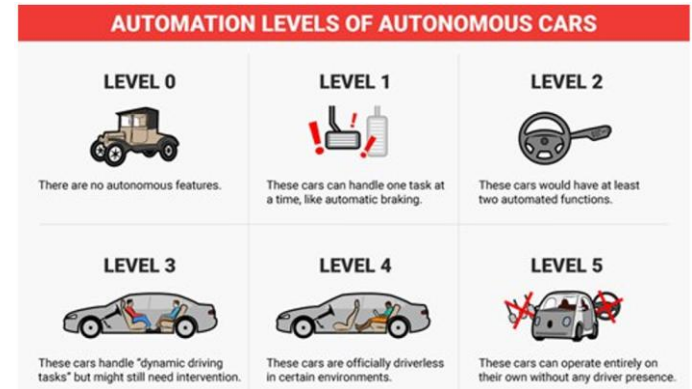 AUTOMATION LEVELS OF AUTONOMOUS CARS
LEVEL 0
There are no autonomous features.
LEVEL 1
These cars can handle one task at
a time, like automatic braking.
LEVEL 2
These cars would have at least
two automated functions.
LEVEL 3
These cars handle “dynamic driving
tasks” but might still need intervention.
LEVEL 4
These cars are officially driverless
in certain environments.
LEVEL 5
These cars can operate entirely on
their own without any driver presence.